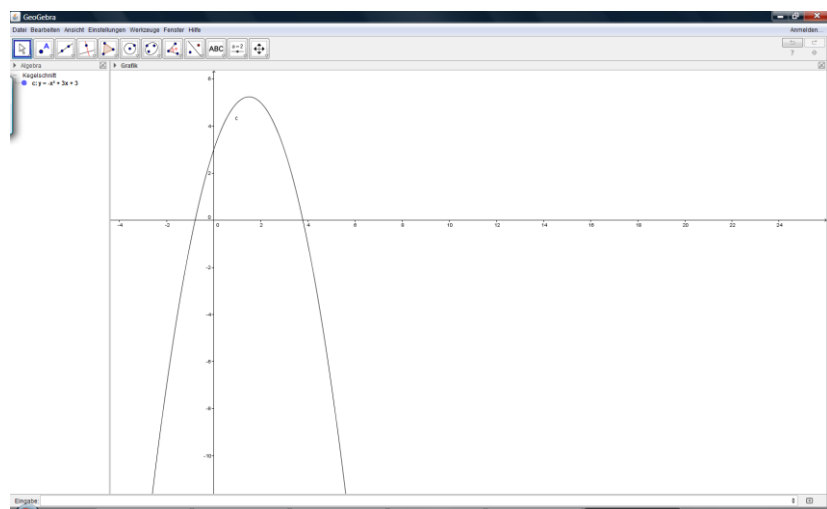 GeoGebra
Datei Bearbeiten Ansicht Einstellungen Werkzeuge Fenster Hilfe
Anmelden...
A
ABC
a=2
Algebra
Grafik
Kegelschnitt
c: y = -x² + 3x + 3
c
6
4
2
0
-2
-4
-6
-8
-10
-4 -2 0 2 4 6 8 10 12 14 16 18 20 22 24
Eingabe: